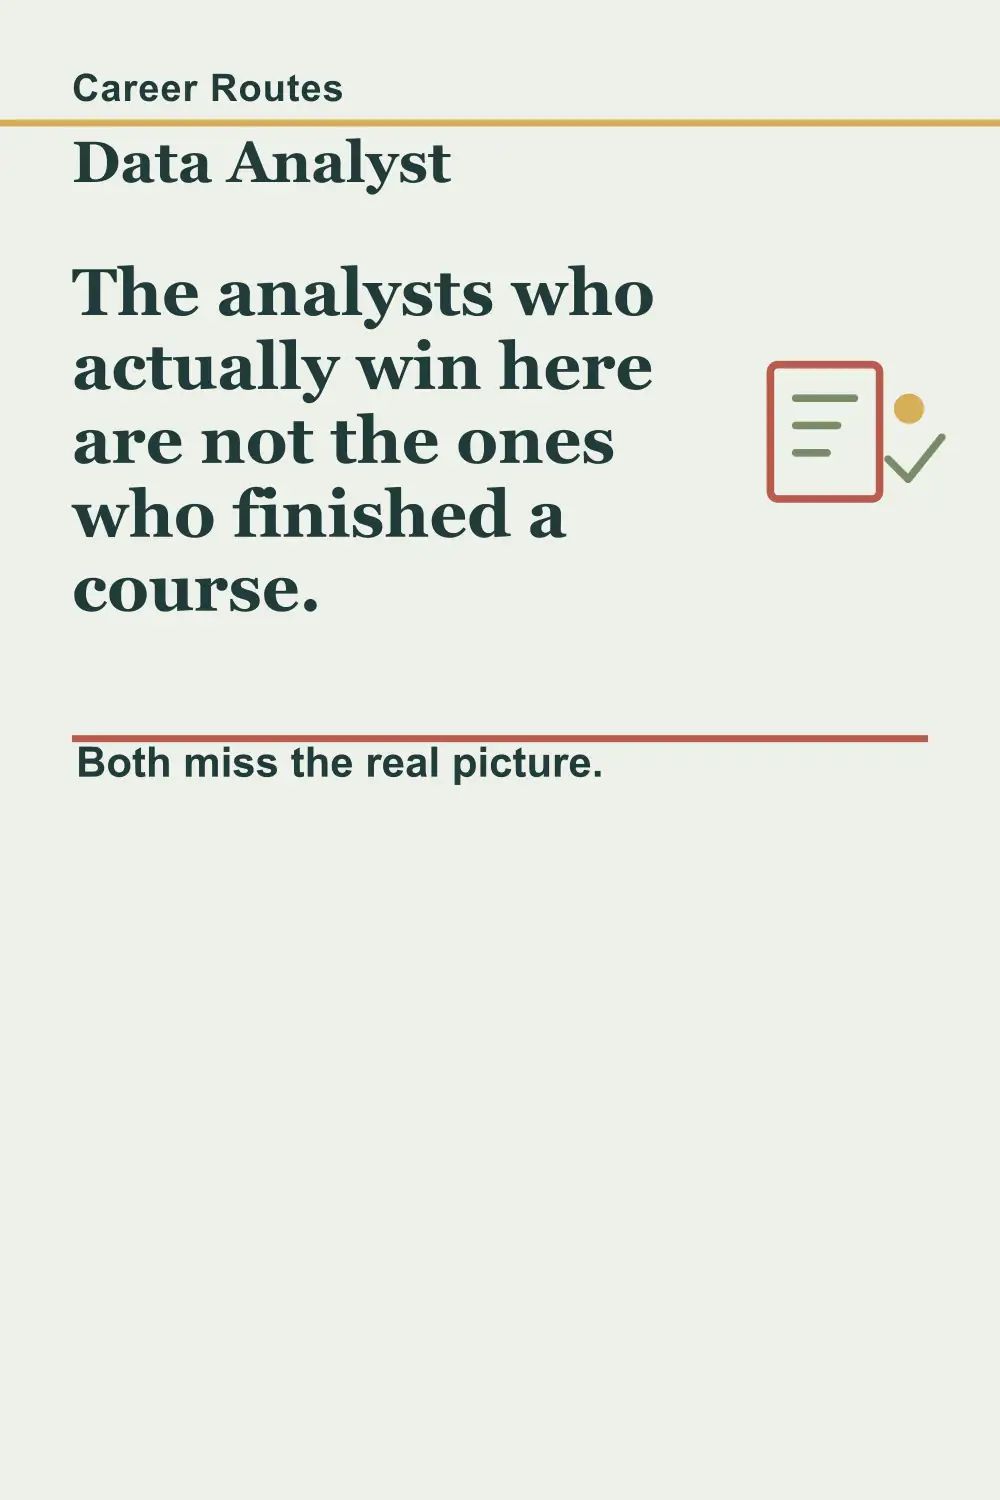 Career Routes
Data Analyst
The analysts who
actually win here
are not the ones
who finished a
course.
Both miss the real picture.